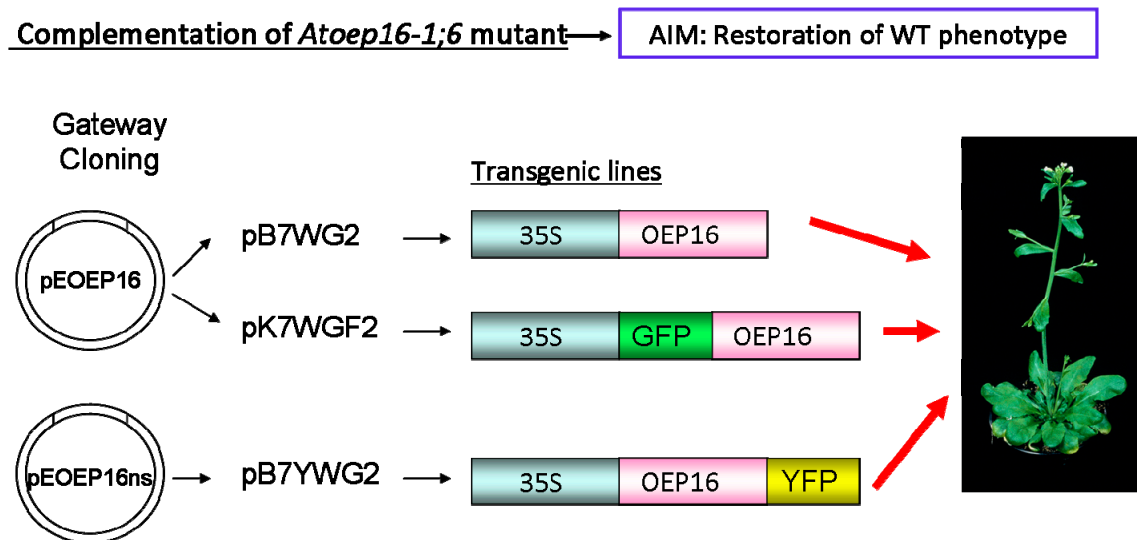 Complementation of Atoep16-1;6 mutant
AIM: Restoration of WT phenotype
Gateway
Cloning
Transgenic lines
pEOEP16
pB7WG2
35S
OEP16
pK7WGF2
35S
GFP
OEP16
pEOEP16ns
pB7YWG2
35S
OEP16
YFP